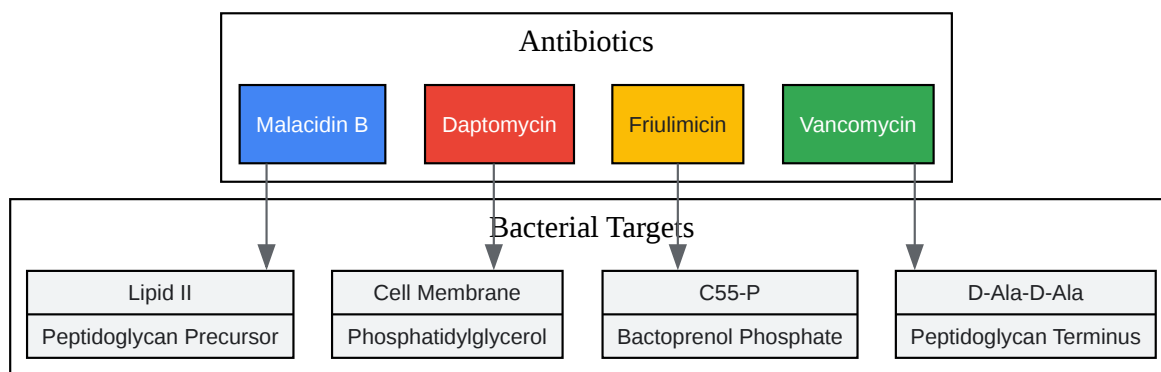 Antibiotics
Malacidin B
Daptomycin
Friulimicin
Vancomycin
Bacterial Targets
Lipid II
Peptidoglycan Precursor
Cell Membrane
Phosphatidylglycerol
C55-P
Bactoprenol Phosphate
D-Ala-D-Ala
Peptidoglycan Terminus